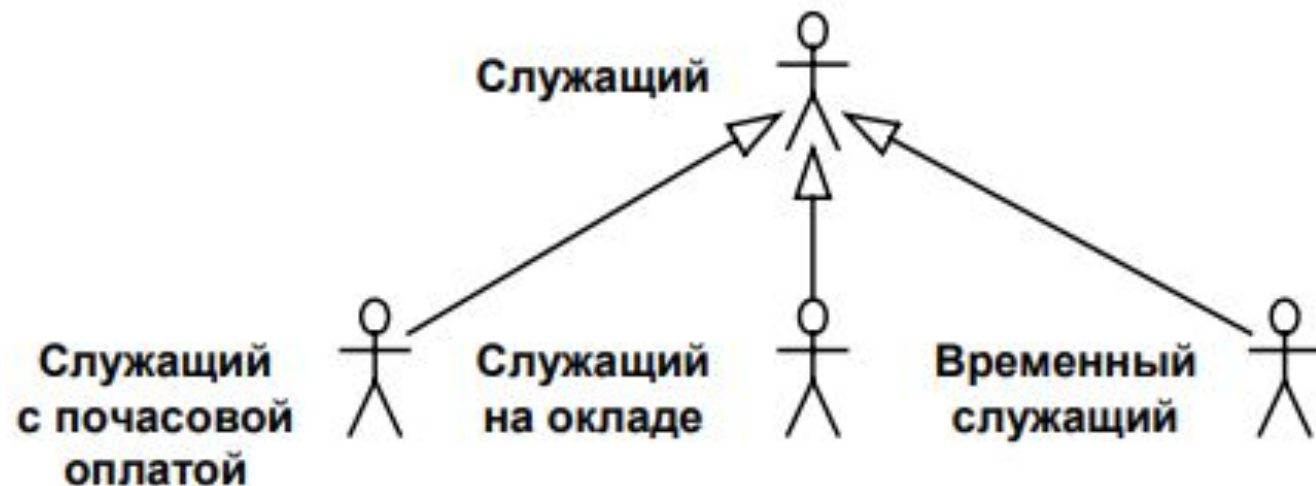 Служащий
Служащий
с почасовой
оплатой
Служащий
на окладе
Временный
служащий